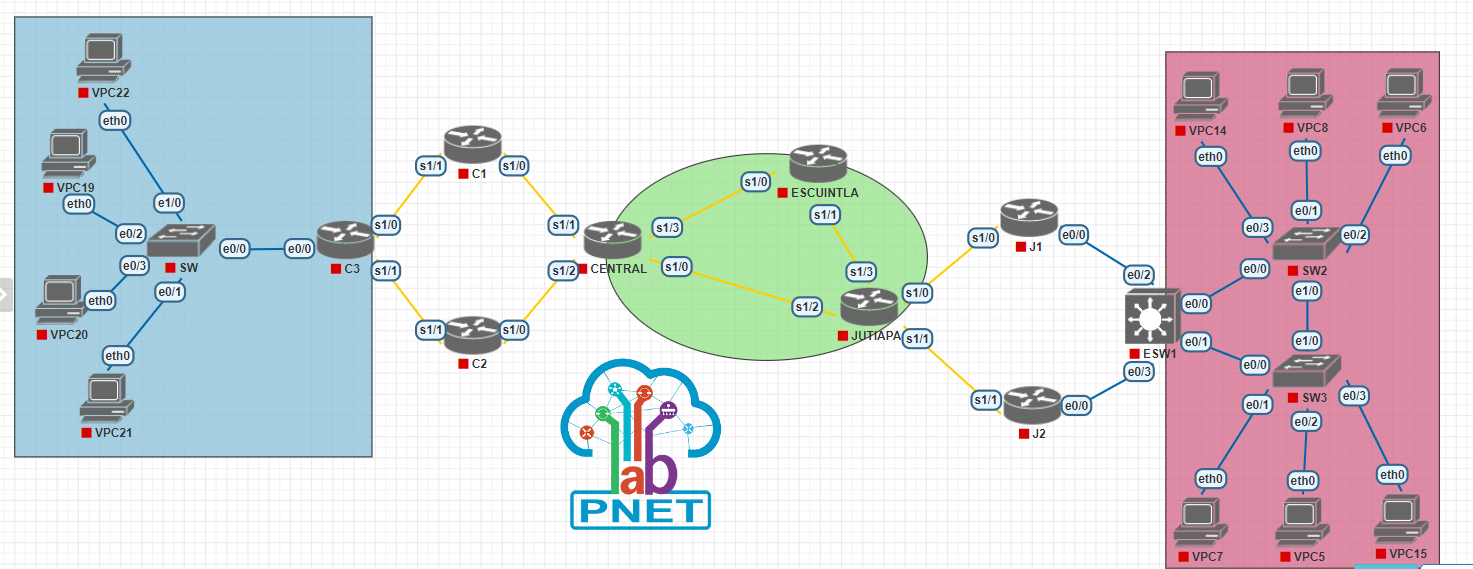 VPC22
eth0
VPC19
eth0
e1/0
e0/2
SW
e0/0
e0/0
e0/3
e0/1
VPC20
eth0
eth0
VPC21
C3
s1/0
s1/1
s1/1
C1
s1/0
s1/1
C2
s1/0
s1/1
s1/2
CENTRAL
s1/3
s1/0
s1/0
ESCUINTLA
s1/1
s1/3
s1/2
JUTIAPA
s1/0
s1/1
s1/0
J1
e0/0
s1/1
J2
e0/0
e0/2
ESW1
e0/3
e0/0
e0/1
VPC14
VPC8
VPC6
eth0
eth0
eth0
e0/3
e0/1
e0/2
e0/0
SW2
e1/0
e1/0
e0/0
SW3
e0/1
e0/2
e0/3
eth0
eth0
eth0
VPC7
VPC5
VPC15
lab
PNET